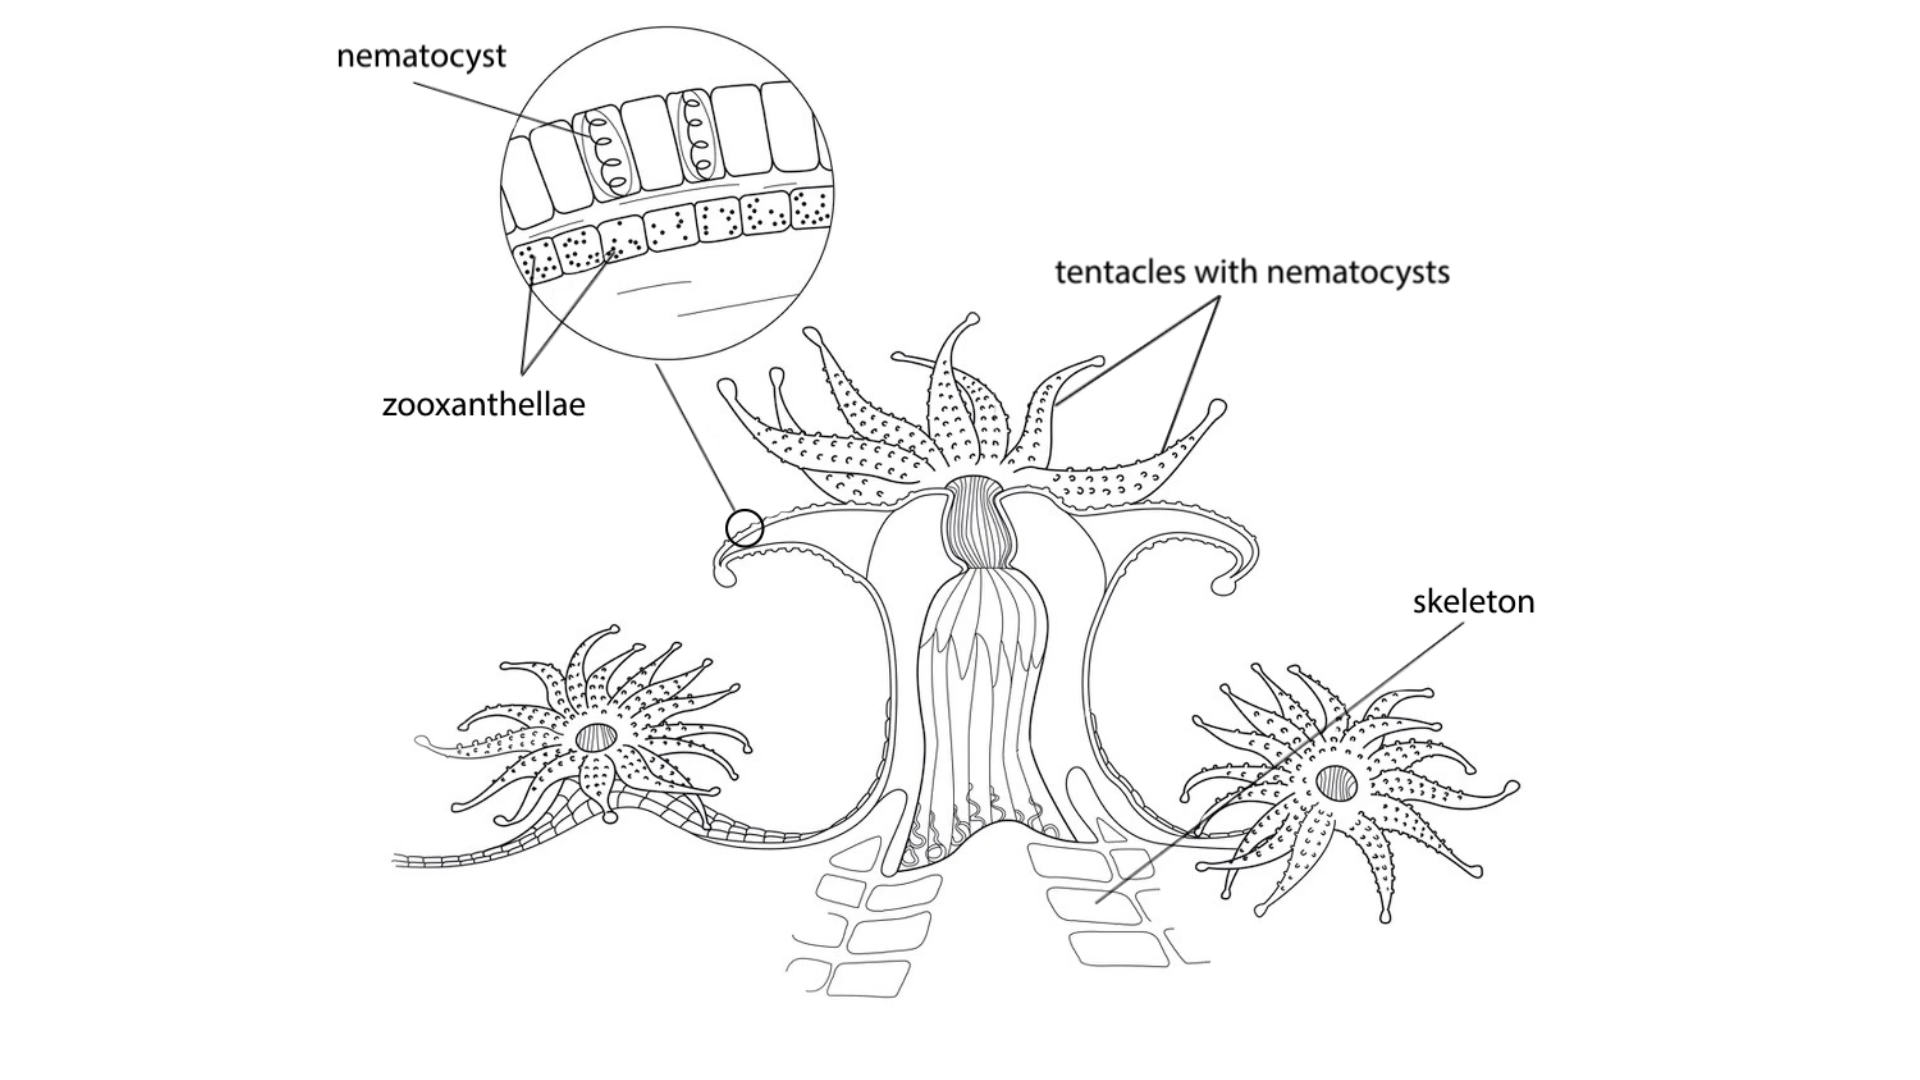 nematocyst
tentacles with nematocysts
zooxanthellae
skeleton